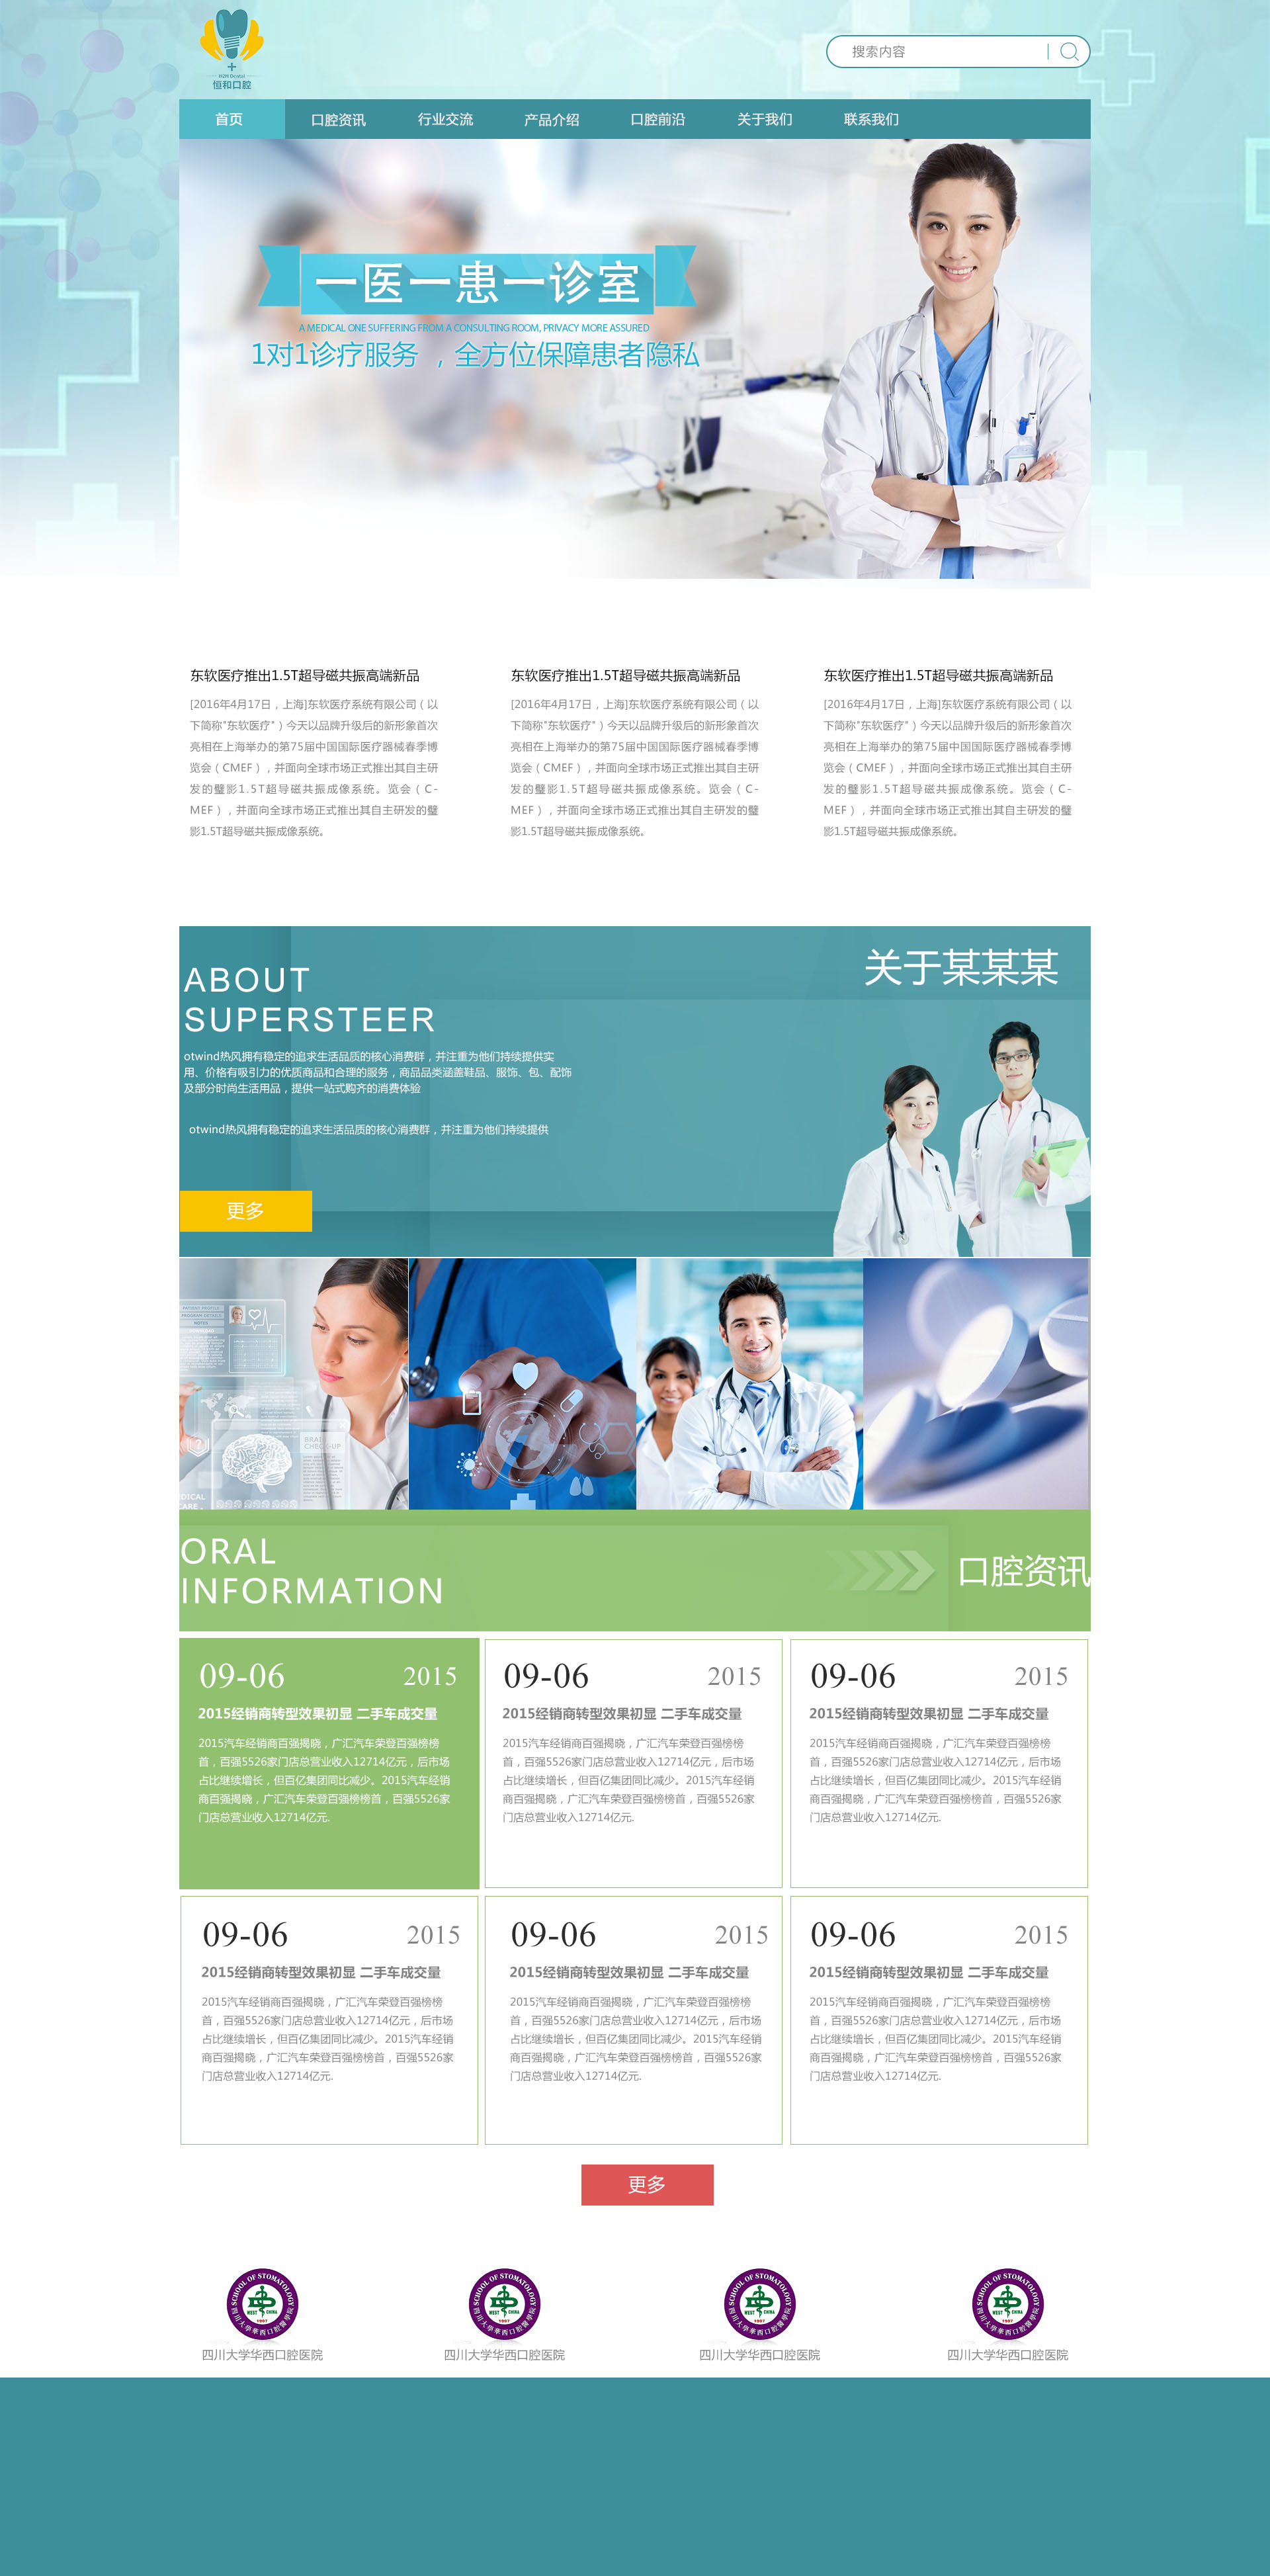 恒和口腔
搜索内容
首页
口腔资讯
行业交流
产品介绍
口腔前沿
关于我们
联系我们
一医一患一诊室
A MEDICAL ONE SUFFERING FROM A CONSULTING ROOM, PRIVACY MORE ASSURED
1对1诊疗服务 ，全方位保障患者隐私
东软医疗推出1.5T超导磁共振高端新品
[2016年4月17日，上海]东软医疗系统有限公司（以
下简称"东软医疗"）今天以品牌升级后的新形象首次
亮相在上海举办的第75届中国国际医疗器械春季博
览会（CMEF），并面向全球市场正式推出其自主研
发的璧影1.5T超导磁共振成像系统。览会（C-
MEF），并面向全球市场正式推出其自主研发的璧
影1.5T超导磁共振成像系统。
东软医疗推出1.5T超导磁共振高端新品
[2016年4月17日，上海]东软医疗系统有限公司（以
下简称"东软医疗"）今天以品牌升级后的新形象首次
亮相在上海举办的第75届中国国际医疗器械春季博
览会（CMEF），并面向全球市场正式推出其自主研
发的璧影1.5T超导磁共振成像系统。览会（C-
MEF），并面向全球市场正式推出其自主研发的璧
影1.5T超导磁共振成像系统。
东软医疗推出1.5T超导磁共振高端新品
[2016年4月17日，上海]东软医疗系统有限公司（以
下简称"东软医疗"）今天以品牌升级后的新形象首次
亮相在上海举办的第75届中国国际医疗器械春季博
览会（CMEF），并面向全球市场正式推出其自主研
发的璧影1.5T超导磁共振成像系统。览会（C-
MEF），并面向全球市场正式推出其自主研发的璧
影1.5T超导磁共振成像系统。
关于某某某
ABOUT
SUPERSTEER
otwind热风拥有稳定的追求生活品质的核心消费群，并注重为他们持续提供实
用、价格有吸引力的优质商品和合理的服务，商品品类涵盖鞋品、服饰、包、配饰
及部分时尚生活用品，提供一站式购齐的消费体验
otwind热风拥有稳定的追求生活品质的核心消费群，并注重为他们持续提供
更多
ORAL
INFORMATION
口腔资讯
09-06
2015
2015经销商转型效果初显 二手车成交量
2015汽车经销商百强揭晓，广汇汽车荣登百强榜榜
首，百强5526家门店总营业收入12714亿元，后市场
占比继续增长，但百亿集团同比减少。2015汽车经销
商百强揭晓，广汇汽车荣登百强榜榜首，百强5526家
门店总营业收入12714亿元.
09-06
2015
2015经销商转型效果初显 二手车成交量
2015汽车经销商百强揭晓，广汇汽车荣登百强榜榜
首，百强5526家门店总营业收入12714亿元，后市场
占比继续增长，但百亿集团同比减少。2015汽车经销
商百强揭晓，广汇汽车荣登百强榜榜首，百强5526家
门店总营业收入12714亿元.
09-06
2015
2015经销商转型效果初显 二手车成交量
2015汽车经销商百强揭晓，广汇汽车荣登百强榜榜
首，百强5526家门店总营业收入12714亿元，后市场
占比继续增长，但百亿集团同比减少。2015汽车经销
商百强揭晓，广汇汽车荣登百强榜榜首，百强5526家
门店总营业收入12714亿元.
09-06
2015
2015经销商转型效果初显 二手车成交量
2015汽车经销商百强揭晓，广汇汽车荣登百强榜榜
首，百强5526家门店总营业收入12714亿元，后市场
占比继续增长，但百亿集团同比减少。2015汽车经销
商百强揭晓，广汇汽车荣登百强榜榜首，百强5526家
门店总营业收入12714亿元.
09-06
2015
2015经销商转型效果初显 二手车成交量
2015汽车经销商百强揭晓，广汇汽车荣登百强榜榜
首，百强5526家门店总营业收入12714亿元，后市场
占比继续增长，但百亿集团同比减少。2015汽车经销
商百强揭晓，广汇汽车荣登百强榜榜首，百强5526家
门店总营业收入12714亿元.
09-06
2015
2015经销商转型效果初显 二手车成交量
2015汽车经销商百强揭晓，广汇汽车荣登百强榜榜
首，百强5526家门店总营业收入12714亿元，后市场
占比继续增长，但百亿集团同比减少。2015汽车经销
商百强揭晓，广汇汽车荣登百强榜榜首，百强5526家
门店总营业收入12714亿元.
更多
SCHOOL OF STOMATOLOGY
WEST CHINA
1907
四川大學華西口腔醫學院
四川大学华西口腔医院
SCHOOL OF STOMATOLOGY
WEST CHINA
1907
四川大學華西口腔醫學院
四川大学华西口腔医院
SCHOOL OF STOMATOLOGY
WEST CHINA
1907
四川大學華西口腔醫學院
四川大学华西口腔医院
SCHOOL OF STOMATOLOGY
WEST CHINA
1907
四川大學華西口腔醫學院
四川大学华西口腔医院